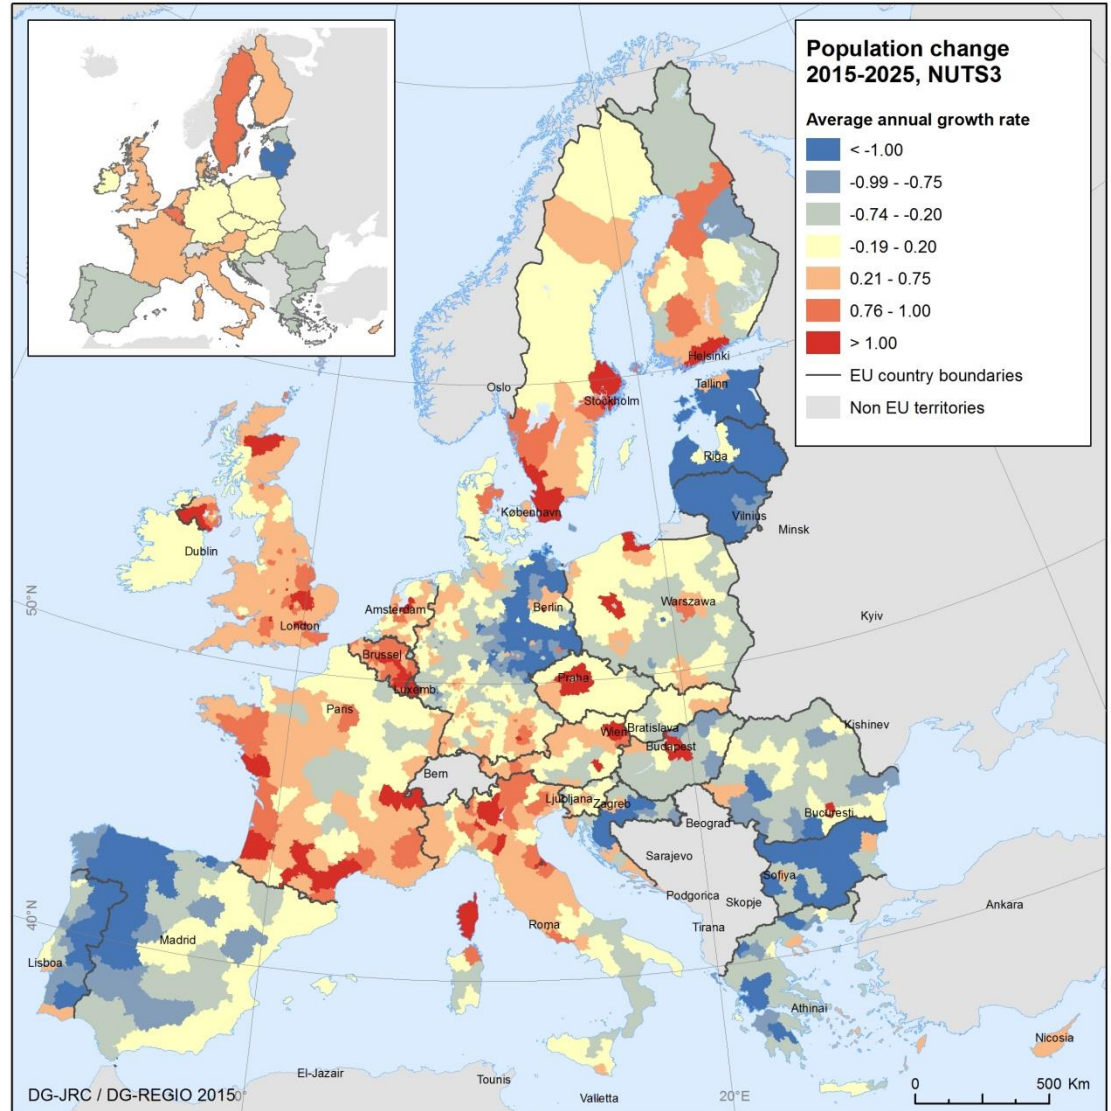 Population change
2015-2025, NUTS3
Average annual growth rate
< -1.00
-0.99 - -0.75
-0.74 - -0.20
-0.19 - 0.20
0.21 - 0.75
0.76 - 1.00
> 1.00
EU country boundaries
Non EU territories
Helsinki
Oslo
Tallinn
Stockholm
Riga
København
Vilnius
Minsk
Dublin
50°N
Amsterdam
Berlin
Warszawa
Kyiv
London
Brussel
Praha
Luxemb.
Paris
Kishinev
Wien
Bratislava
Budapest
Bern
Ljubljana
Zagreb
Bucuresti
Beograd
Sarajevo
Sofiya
Podgorica
Skopje
Ankara
40°N
Roma
Tirana
Madrid
Lisboa
Athinai
Nicosia
El-Jazair
Tounis
DG-JRC / DG-REGIO 2015
0°
Valletta
20°E
0 500 Km